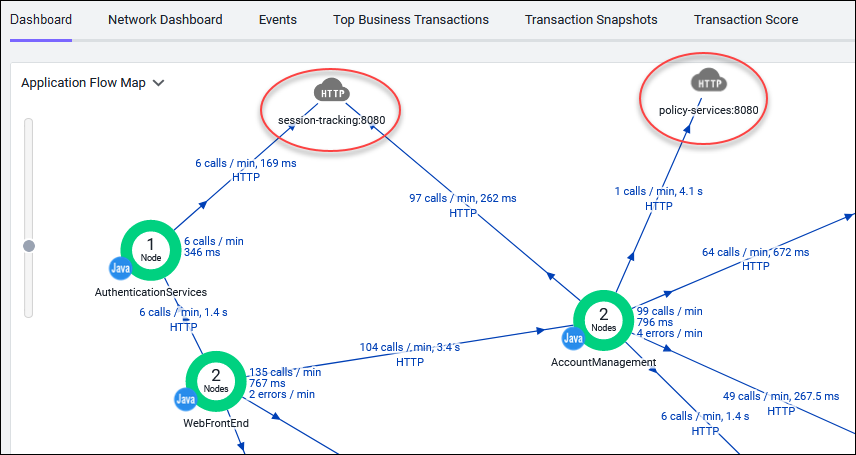 Dashboard
Network Dashboard
Events
Top Business Transactions
Transaction Snapshots
Transaction Score
Application Flow Map
HTTP
session-tracking:8080
HTTP
policy-services:8080
6 calls / min, 169 ms
HTTP
97 calls / min, 262 ms
HTTP
1 calls / min, 4.1 s
HTTP
1
Node
Java
6 calls / min
346 ms
AuthenticationServices
64 calls / min, 672 ms
HTTP
6 calls / min, 1.4 s
HTTP
2
Nodes
Java
99 calls / min
796 ms
4 errors / min
AccountManagement
104 calls / min, 3.4 s
HTTP
2
Nodes
Java
135 calls / min
767 ms
2 errors / min
WebFrontEnd
49 calls / min, 267.5 ms
HTTP
6 calls / min, 1.4 s
HTTP